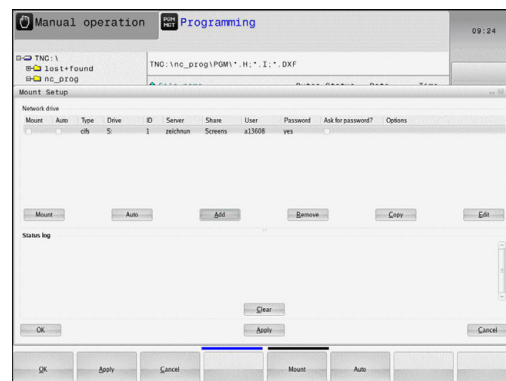 Manual operation
PGM MGT Programming
09:24
TNC:\
lost+found
nc_prog
TNC:\nc_prog\PGM\*.H;*.I;*.DXF
Mount Setup
Network drive
Mount Auto Type Drive ID Server Share User Password Ask for password? Options
cifs S: 1 zeichnun Screens a13608 yes
Mount Auto Add Remove Copy Edit
Status log
Clear
OK Apply Cancel
OK Apply Cancel Mount Auto